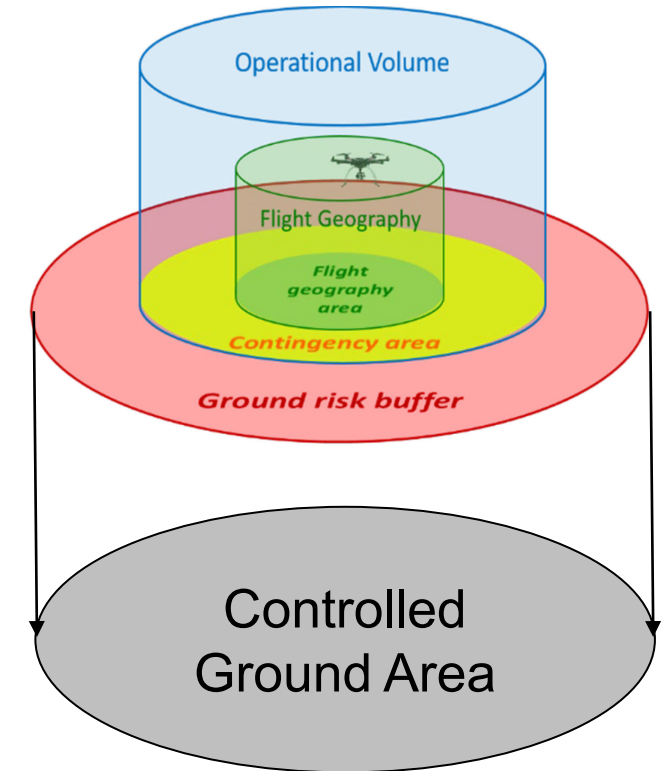 Operational Volume
Flight Geography
Flight
geography
area
Contingency area
Ground risk buffer
Controlled
Ground Area